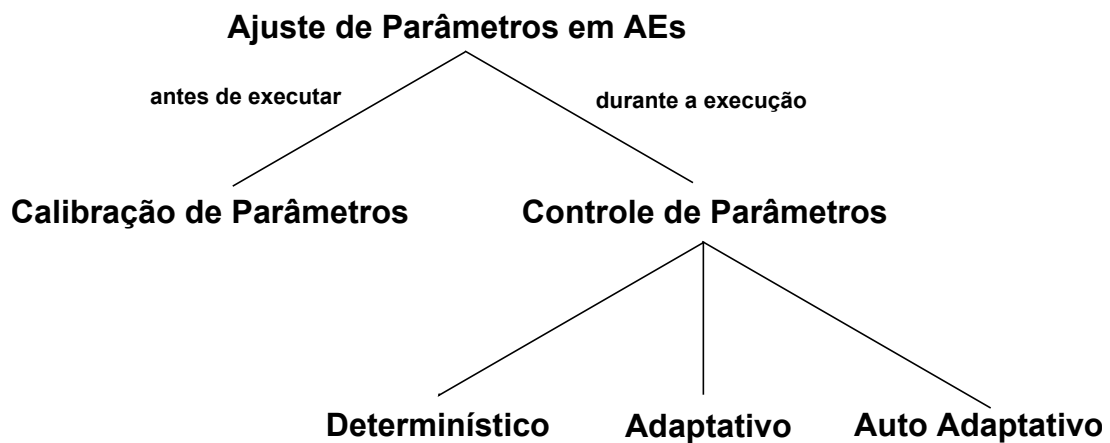 Ajuste de Parâmetros em AEs
antes de executar
durante a execução
Calibração de Parâmetros
Controle de Parâmetros
Determinístico
Adaptativo
Auto Adaptativo